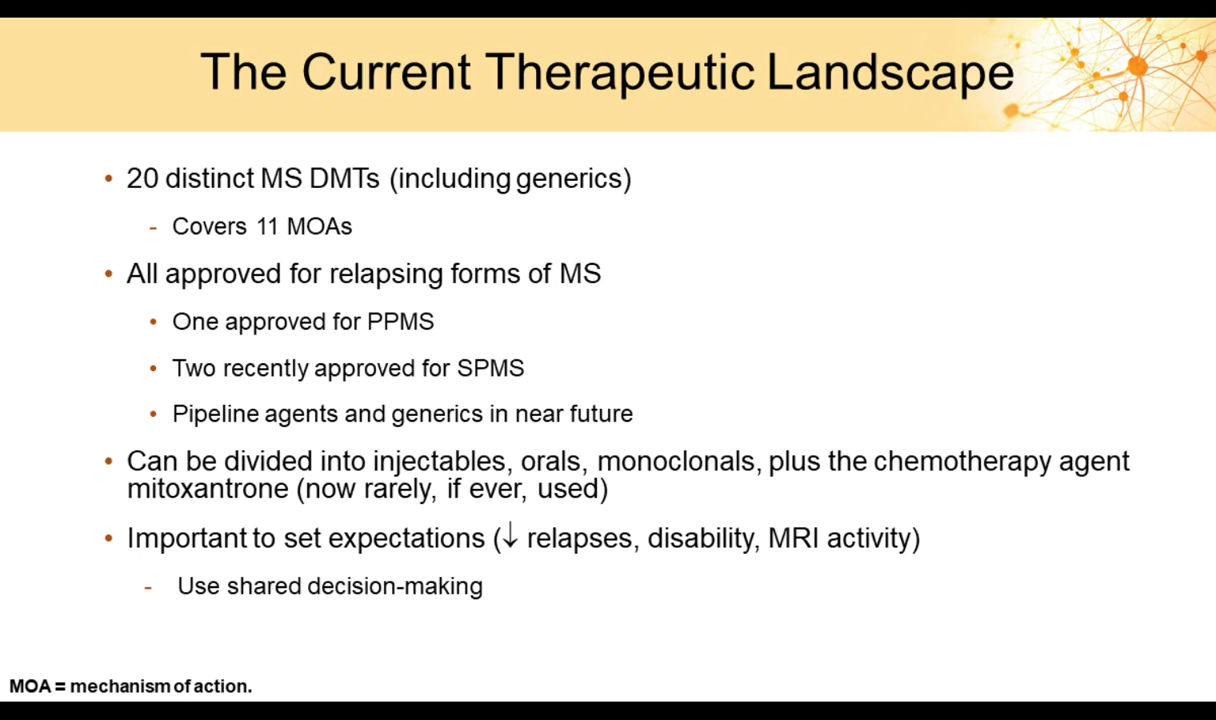 The Current Therapeutic Landscape
• 20 distinct MS DMTs (including generics)
- Covers 11 MOAs
• All approved for relapsing forms of MS
• One approved for PPMS
• Two recently approved for SPMS
• Pipeline agents and generics in near future
• Can be divided into injectables, orals, monoclonals, plus the chemotherapy agent
mitoxantrone (now rarely, if ever, used)
• Important to set expectations (↓ relapses, disability, MRI activity)
- Use shared decision-making
MOA = mechanism of action.